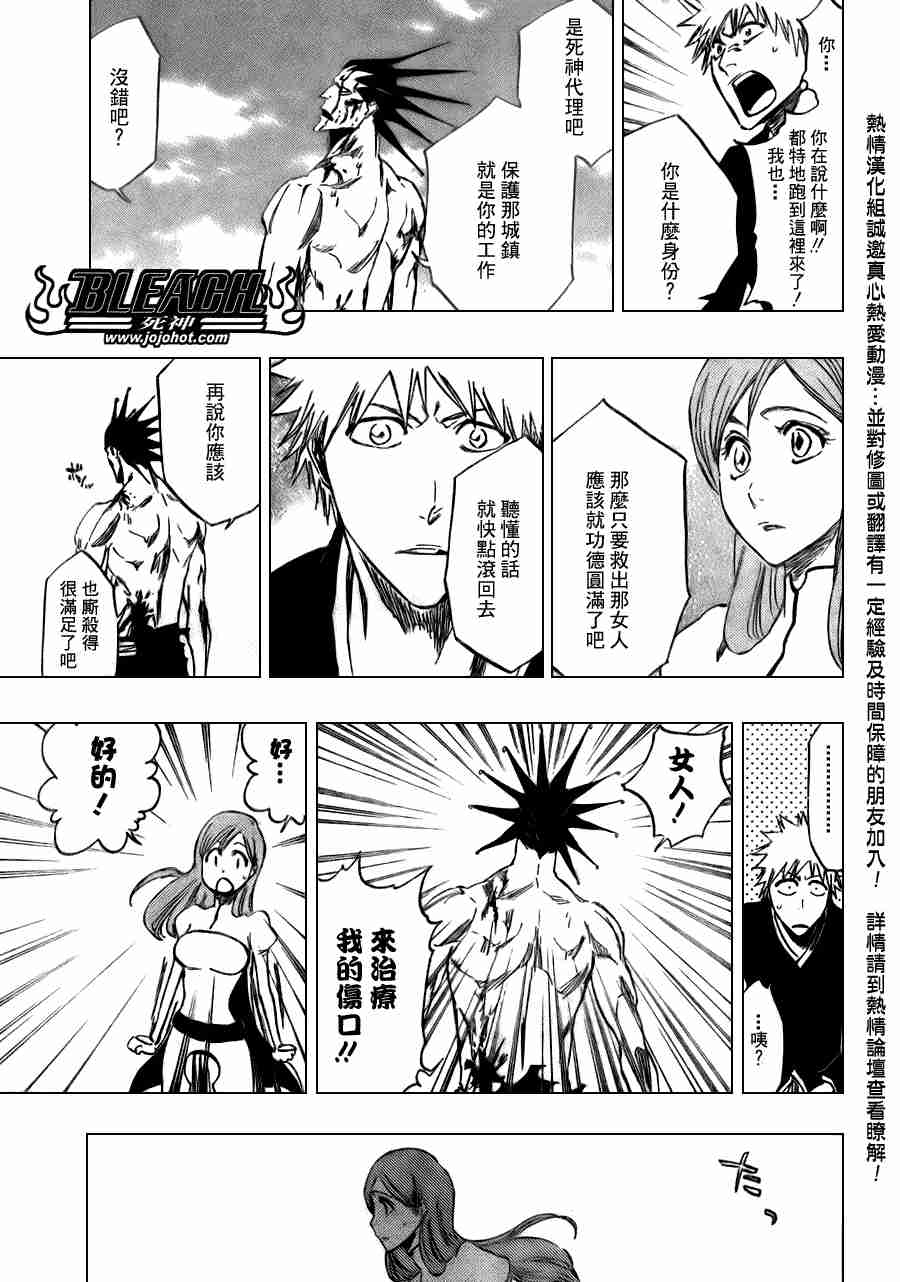 你…
你在說什麼啊!!
都特地跑到這裡來了!
我也…
你是什麼身份?
是死神代理吧
保護那城鎮
就是你的工作
沒錯吧?
BLEACH
死神
www.jojohot.com
那麼只要救出那女人
應該就功德圓滿了吧
聽懂的話
就快點滾回去
再說你應該
也廝殺得
很滿足了吧
………
…咦?
女人!
來治療
我的傷口!!
好…
好的!
たっ
熱情漢化組誠邀真心熱愛動漫…並對修圖或翻譯有一定經驗及時間保障的朋友加入! 詳情請到熱情論壇查看瞭解!